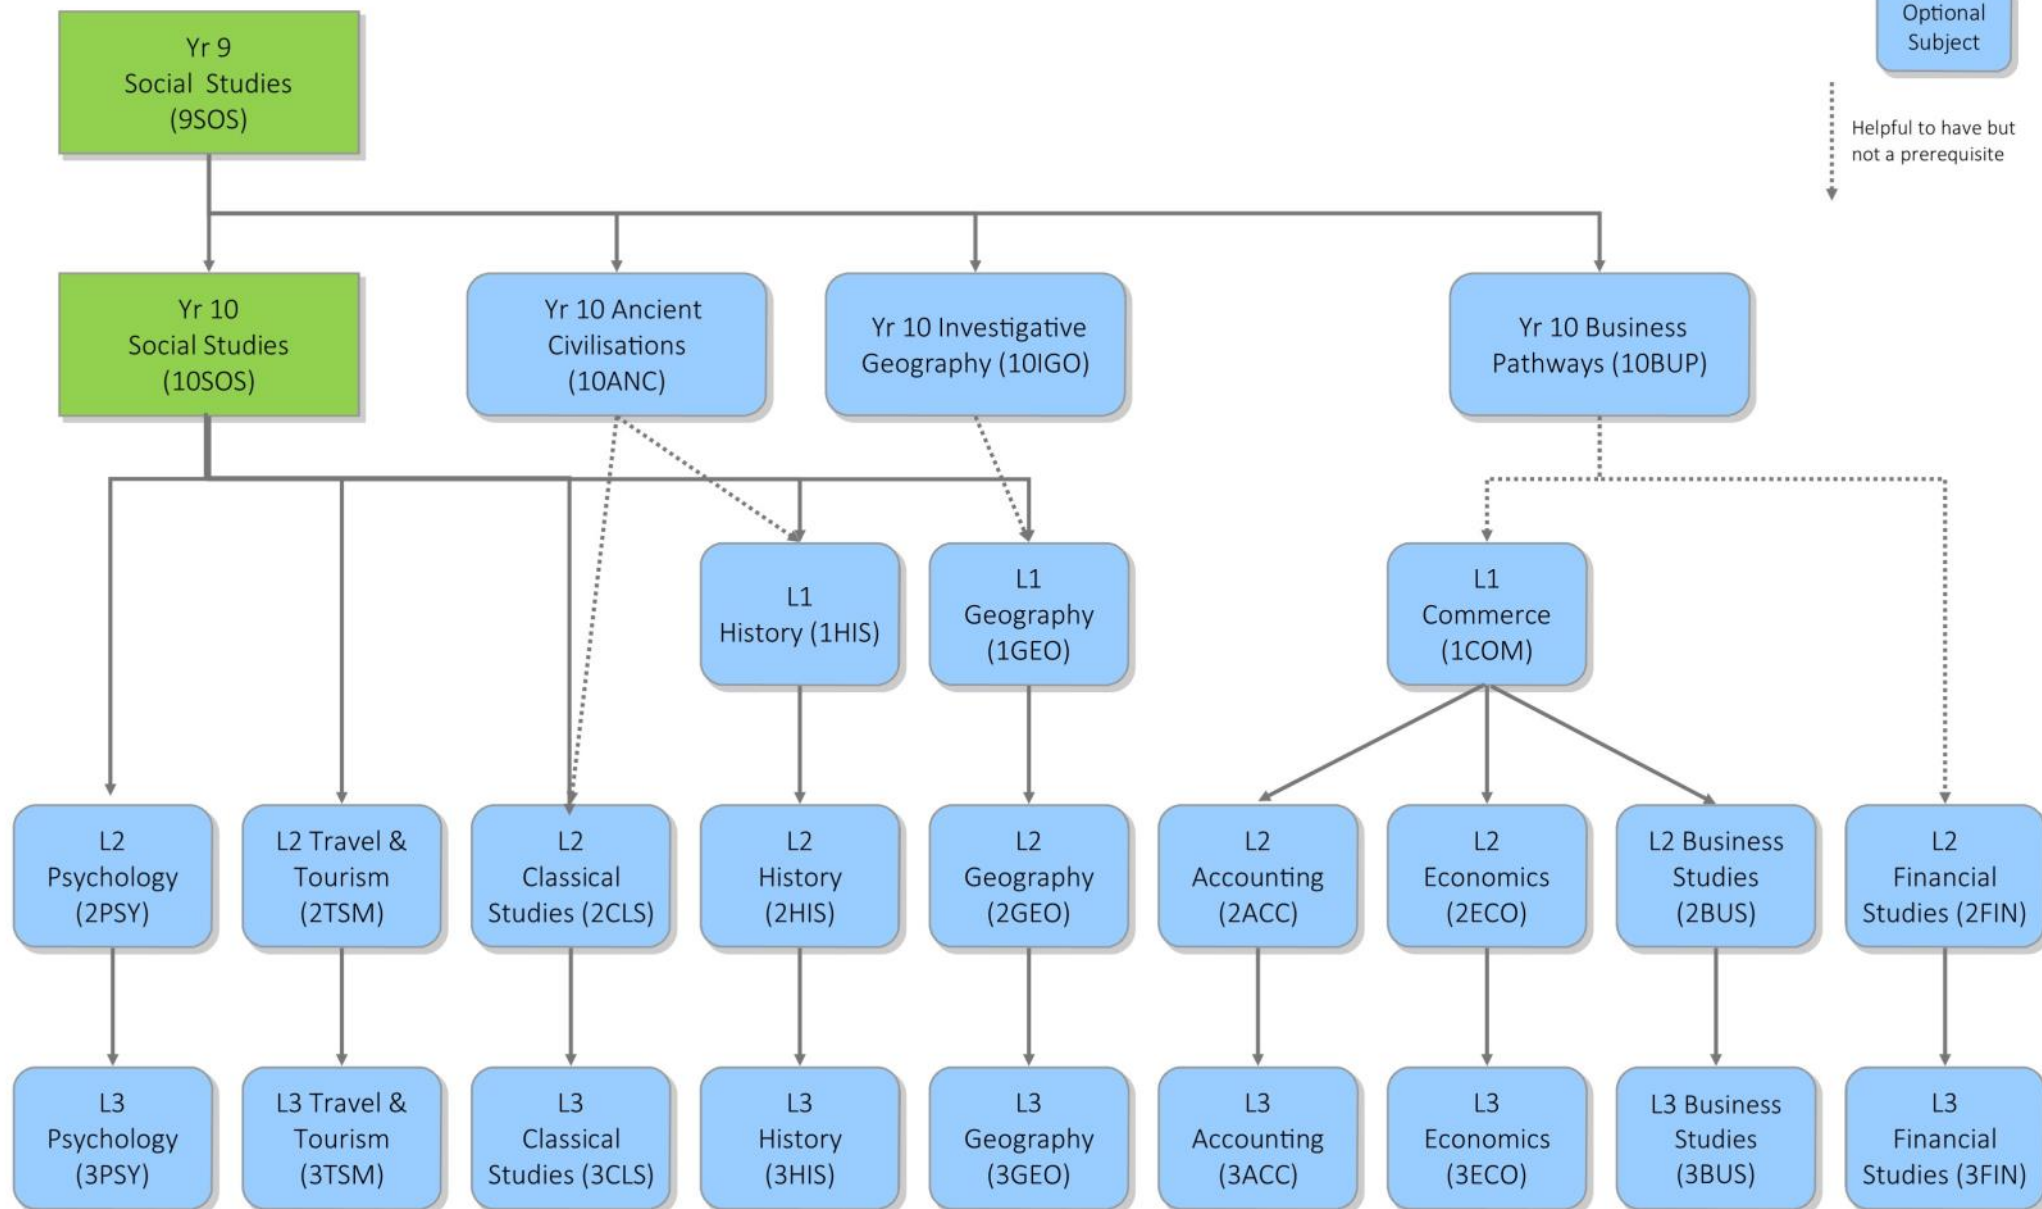 Optional
Subject
Helpful to have but
not a prerequisite
Yr 9
Social Studies
(9SOS)
Yr 10
Social Studies
(10SOS)
Yr 10 Ancient
Civilisations
(10ANC)
Yr 10 Investigative
Geography (10IGO)
Yr 10 Business
Pathways (10BUP)
L1
History (1HIS)
L1
Geography
(1GEO)
L1
Commerce
(1COM)
L2
Psychology
(2PSY)
L2 Travel &
Tourism
(2TSM)
L2
Classical
Studies (2CLS)
L2
History
(2HIS)
L2
Geography
(2GEO)
L2
Accounting
(2ACC)
L2
Economics
(2ECO)
L2 Business
Studies
(2BUS)
L2
Financial
Studies (2FIN)
L3
Psychology
(3PSY)
L3 Travel &
Tourism
(3TSM)
L3
Classical
Studies (3CLS)
L3
History
(3HIS)
L3
Geography
(3GEO)
L3
Accounting
(3ACC)
L3
Economics
(3ECO)
L3 Business
Studies
(3BUS)
L3
Financial
Studies (3FIN)